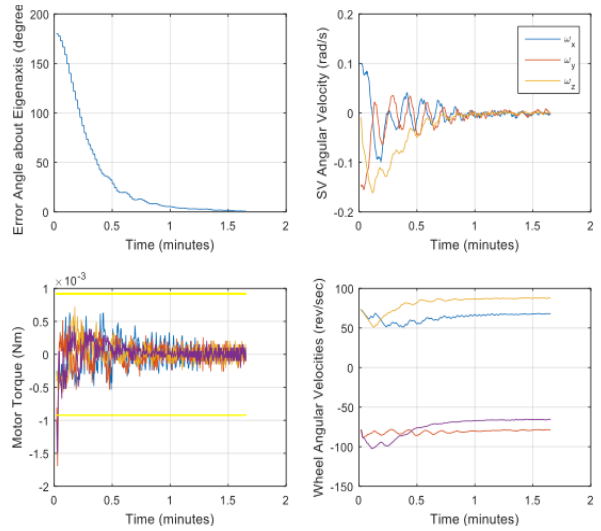 Error Angle about Eigenaxis (degree
200
150
100
50
0
0 0.5 1 1.5 2
Time (minutes)
SV Angular Velocity (rad/s)
0.2
0.1
0
-0.1
-0.2
0 0.5 1 1.5 2
Time (minutes)
ω x
ω y
ω z
Motor Torque (Nm)
×10 -3
1
0.5
0
-0.5
-1
-1.5
-2
0 0.5 1 1.5 2
Time (minutes)
Wheel Angular Velocities (rev/sec)
100
50
0
-50
-100
-150
0 0.5 1 1.5 2
Time (minutes)